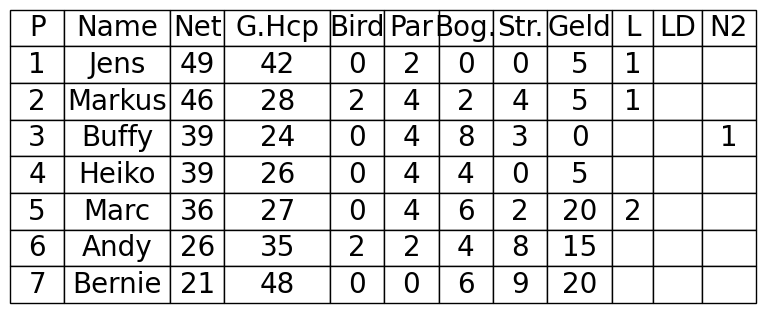 P Name Net G.Hcp Bird Par Bog. Str. Geld L LD N2
1 Jens 49 42 0 2 0 0 5 1
2 Markus 46 28 2 4 2 4 5 1
3 Buffy 39 24 0 4 8 3 0 1
4 Heiko 39 26 0 4 4 0 5
5 Marc 36 27 0 4 6 2 20 2
6 Andy 26 35 2 2 4 8 15
7 Bernie 21 48 0 0 6 9 20